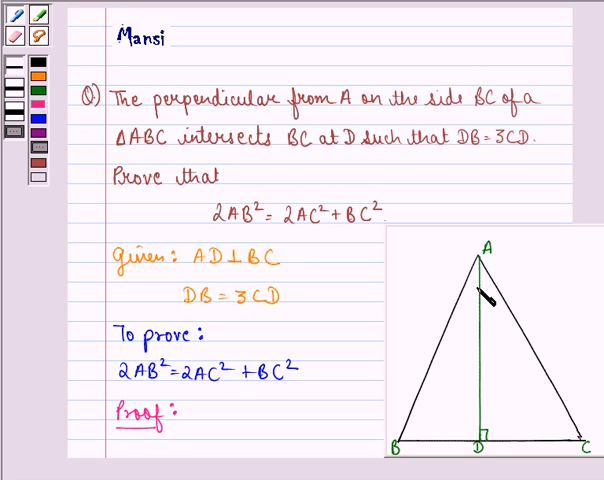 Mansi
Q) The perpendicular from A on the side BC of a
ΔABC intersects BC at D such that DB = 3CD.
Prove that
2AB² = 2AC² + BC².
Given: AD ⊥ BC
DB = 3CD
To prove:
2AB² = 2AC² + BC²
Proof:
A
B
D
C